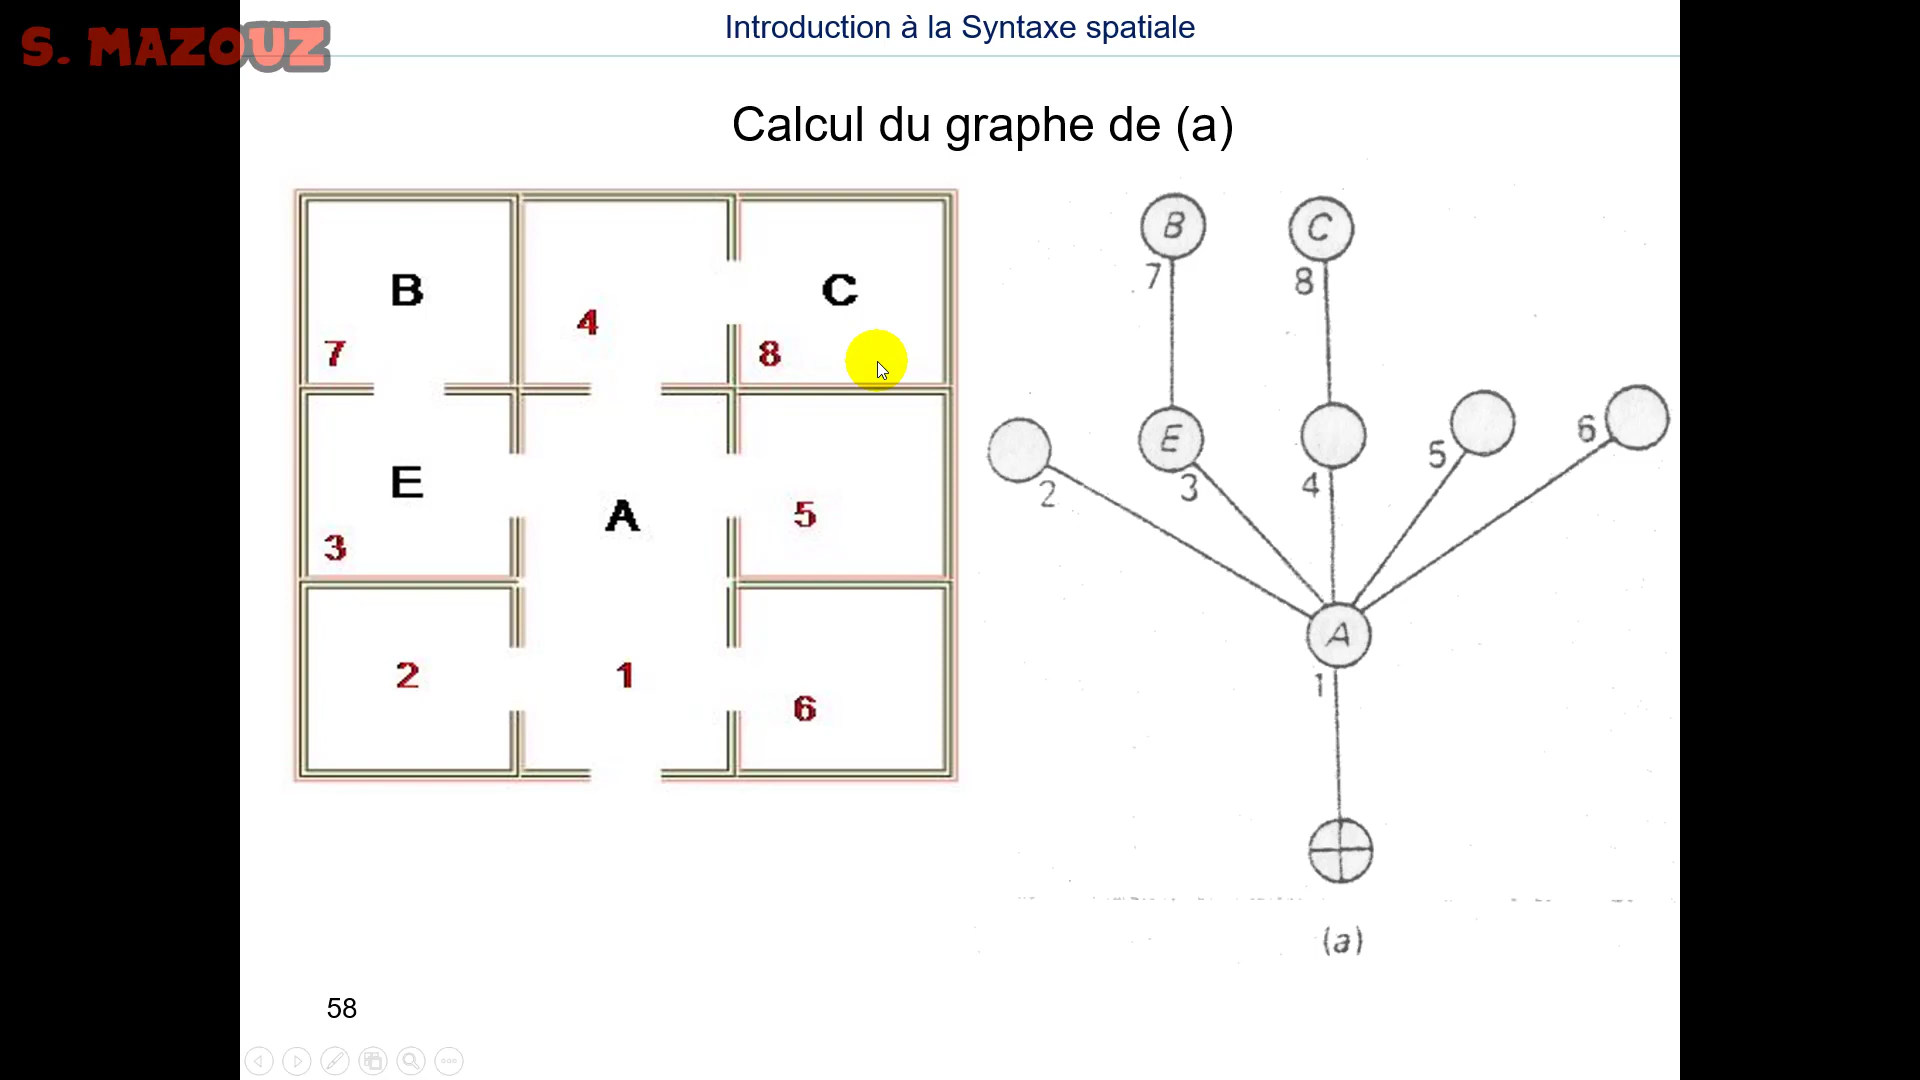 S. MAZOUZ
Introduction à la Syntaxe spatiale
Calcul du graphe de (a)
B
7
4
C
8
E
3
A
5
2
1
6
B
7
C
8
2
E
3
4
5
6
A
1
(a)
58